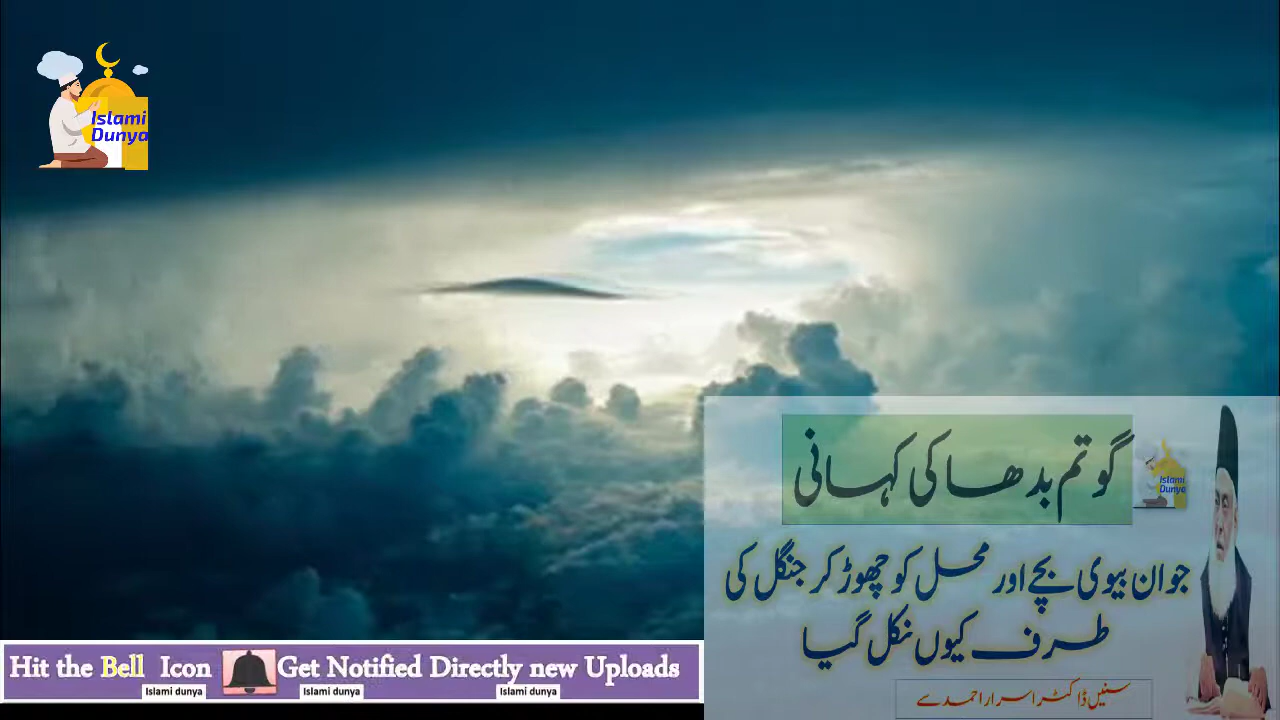 Islami
Dunya
گوتم بدھا کی کہانی
Islami
Dunya
جوان بیوی بچے اور محل کو چھوڑ کر جنگل کی
طرف کیوں نکل گیا
سنیں ڈاکٹر اسرار احمد سے
Hit the Bell Icon Get Notified Directly new Uploads
Islami dunya Islami dunya Islami dunya